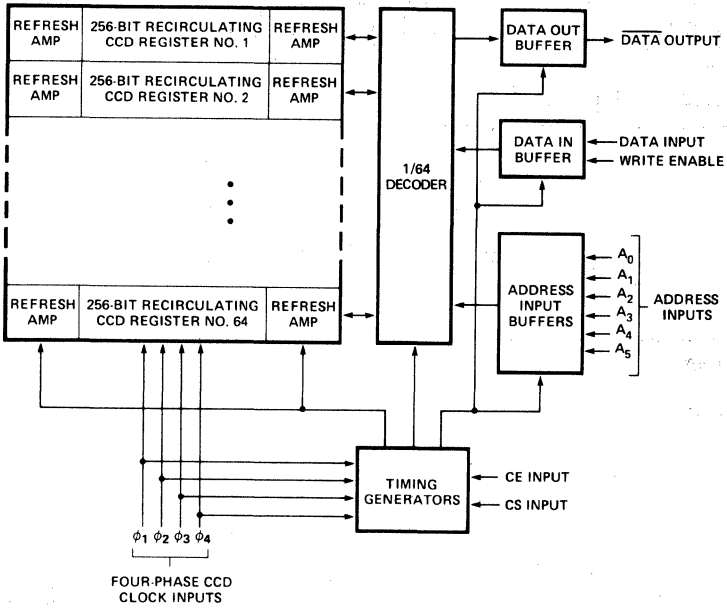 REFRESH AMP
256-BIT RECIRCULATING CCD REGISTER NO. 1
REFRESH AMP
REFRESH AMP
256-BIT RECIRCULATING CCD REGISTER NO. 2
REFRESH AMP
REFRESH AMP
256-BIT RECIRCULATING CCD REGISTER NO. 64
REFRESH AMP
1/64 DECODER
DATA OUT BUFFER
DATA OUTPUT
DATA IN BUFFER
DATA INPUT
WRITE ENABLE
ADDRESS INPUT BUFFERS
A0
A1
A2
A3
A4
A5
ADDRESS INPUTS
TIMING GENERATORS
CE INPUT
CS INPUT
ϕ1 ϕ2 ϕ3 ϕ4
FOUR-PHASE CCD
CLOCK INPUTS